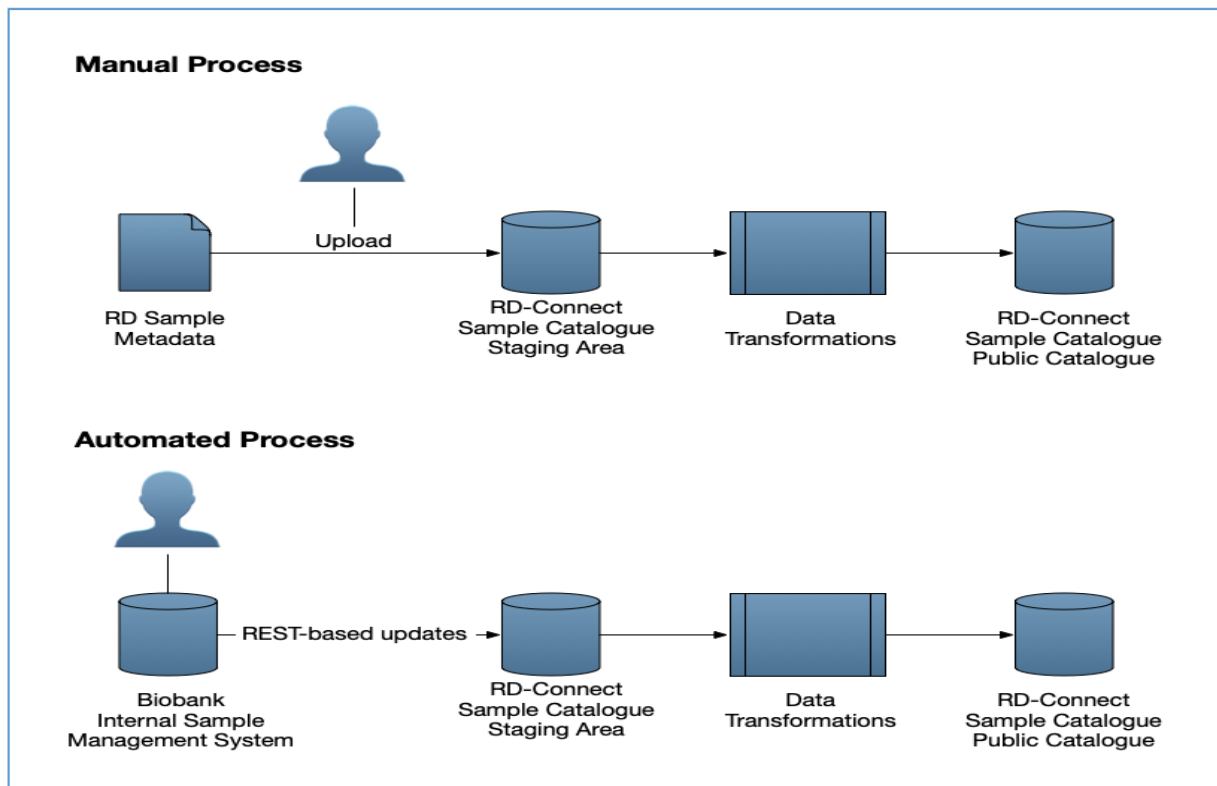 Manual Process
Upload
RD Sample
Metadata
RD-Connect
Sample Catalogue
Staging Area
Data
Transformations
RD-Connect
Sample Catalogue
Public Catalogue
Automated Process
REST-based updates
Biobank
Internal Sample
Management System
RD-Connect
Sample Catalogue
Staging Area
Data
Transformations
RD-Connect
Sample Catalogue
Public Catalogue